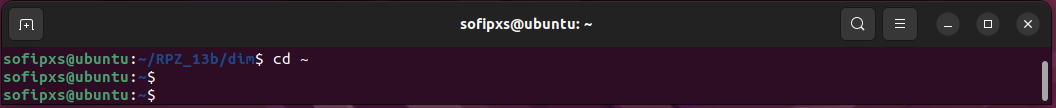 sofipxs@ubuntu: ~
sofipxs@ubuntu:~/RPZ_13b/dim$ cd ~
sofipxs@ubuntu:~$
sofipxs@ubuntu:~$